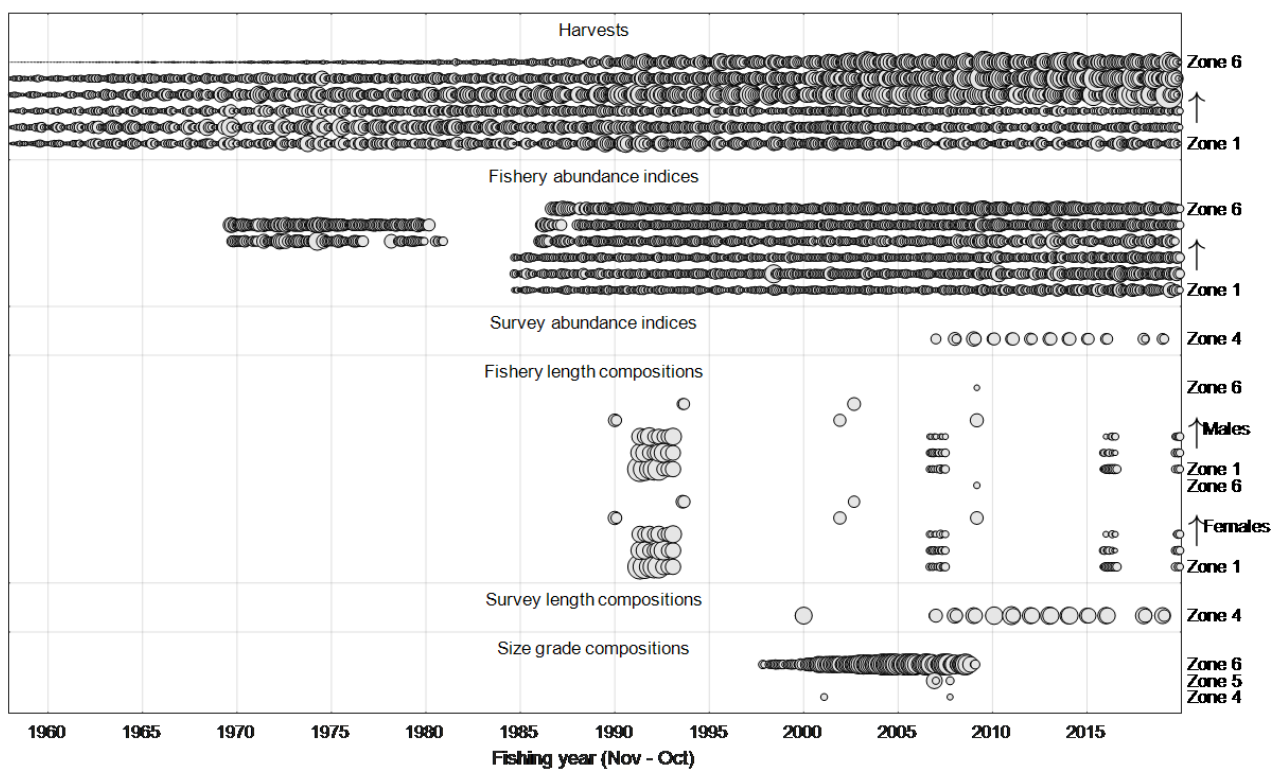 Harvests
Zone 6
↑
Zone 1
Fishery abundance indices
Zone 6
↑
Zone 1
Survey abundance indices
Zone 4
Fishery length compositions
Zone 6
↑Males
Zone 1
Zone 6
↑Females
Zone 1
Survey length compositions
Zone 4
Size grade compositions
Zone 6
Zone 5
Zone 4
1960 1965 1970 1975 1980 1985 1990 1995 2000 2005 2010 2015
Fishing year (Nov - Oct)